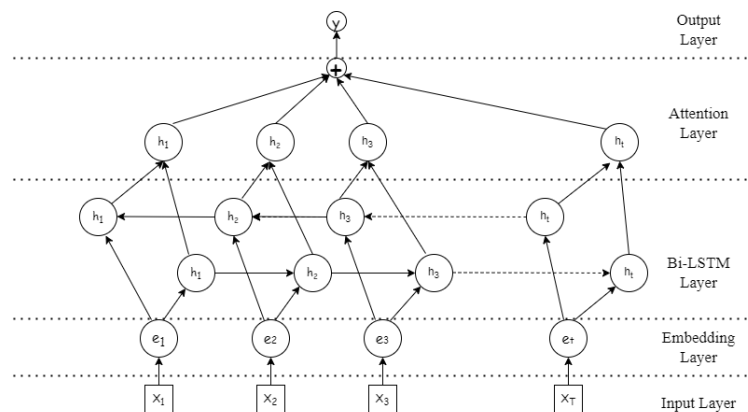 y
Output
Layer
+
Attention
Layer
h₁ h₂ h₃ hₜ
h₁ h₂ h₃ hₜ
h₁ h₂ h₃ hₜ
Bi-LSTM
Layer
e₁ e₂ e₃ eₜ
Embedding
Layer
X₁ X₂ X₃ X_T
Input Layer